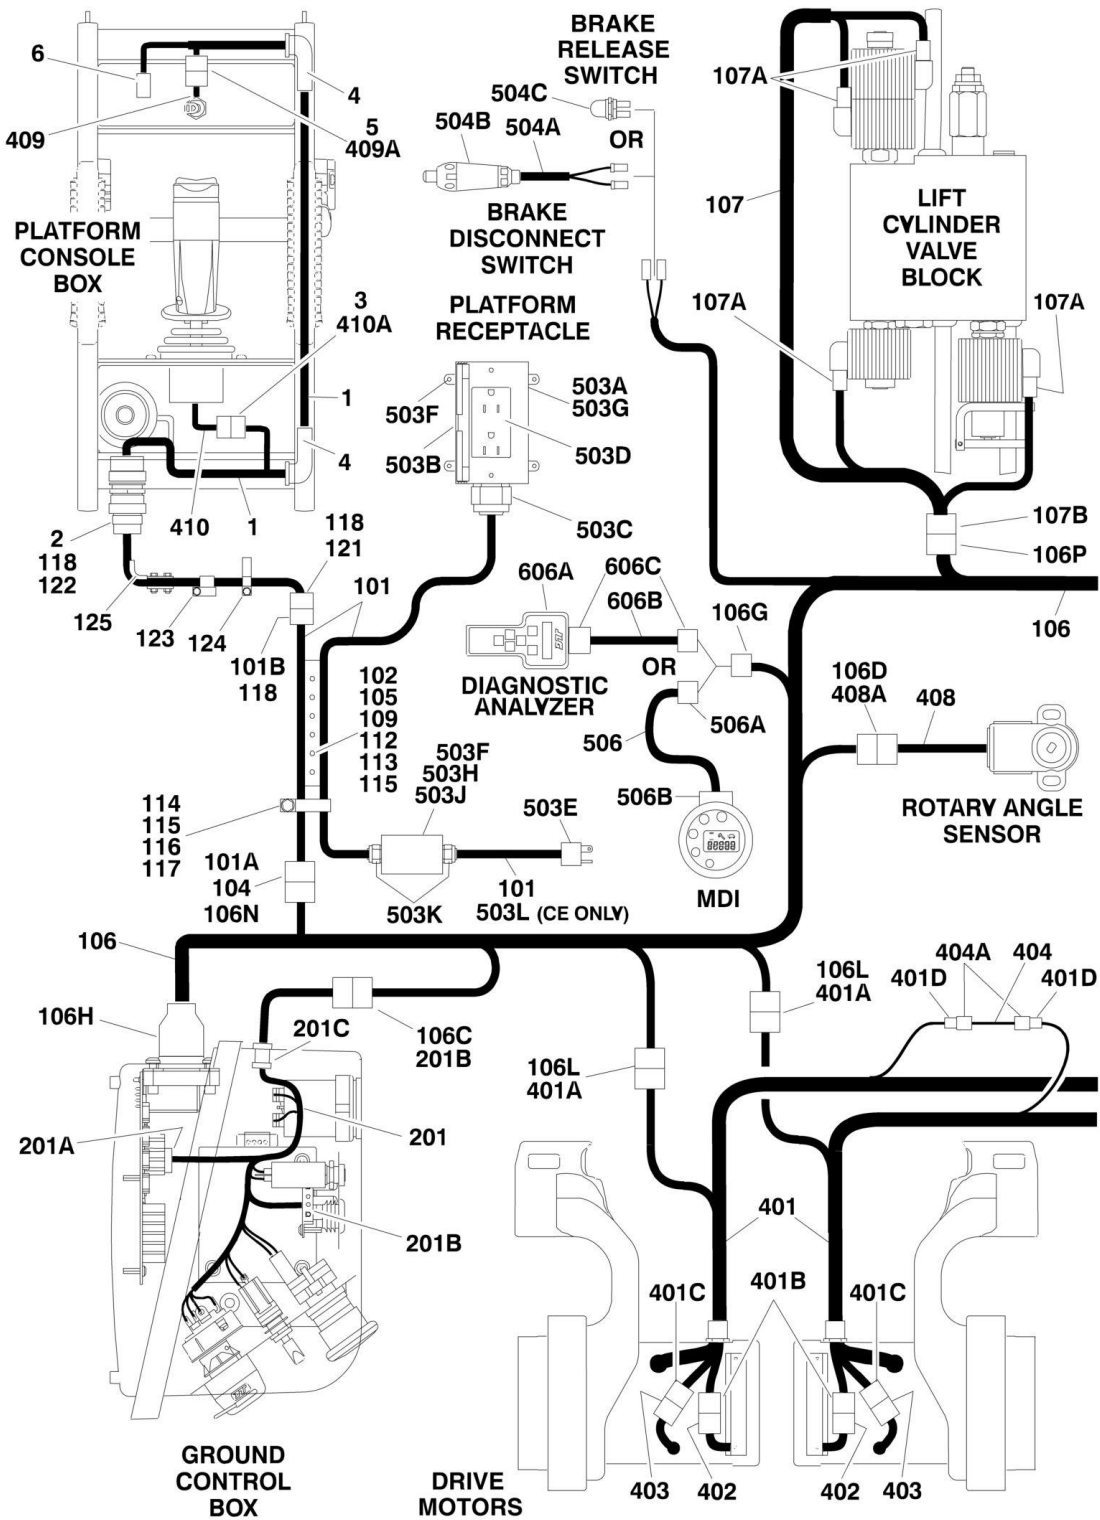 BRAKE
RELEASE
SWITCH
6
4
5
409A
409
504C
504B
504A
OR
107A
107
LIFT
CYLINDER
VALVE
BLOCK
PLATFORM
CONSOLE
BOX
BRAKE
DISCONNECT
SWITCH
PLATFORM
RECEPTACLE
3
410A
107A
107A
1
4
503F
503B
503A
503G
503D
503C
410
1
2
118
122
118
121
107B
106P
125
123
124
101
101B
118
606A
606C
606B
106G
106
OR
DIAGNOSTIC
ANALYZER
102
105
109
112
113
115
506
506A
506B
MDI
106D
408A
408
ROTARY ANGLE
SENSOR
503F
503H
503J
503E
114
115
116
117
101A
104
106N
503K
101
503L (CE ONLY)
106
106H
201C
106C
201B
106L
401A
106L
401A
404A
404
401D
401D
201A
201
201B
401
401C
401B
401C
403
402
402
403
GROUND
CONTROL
BOX
DRIVE
MOTORS